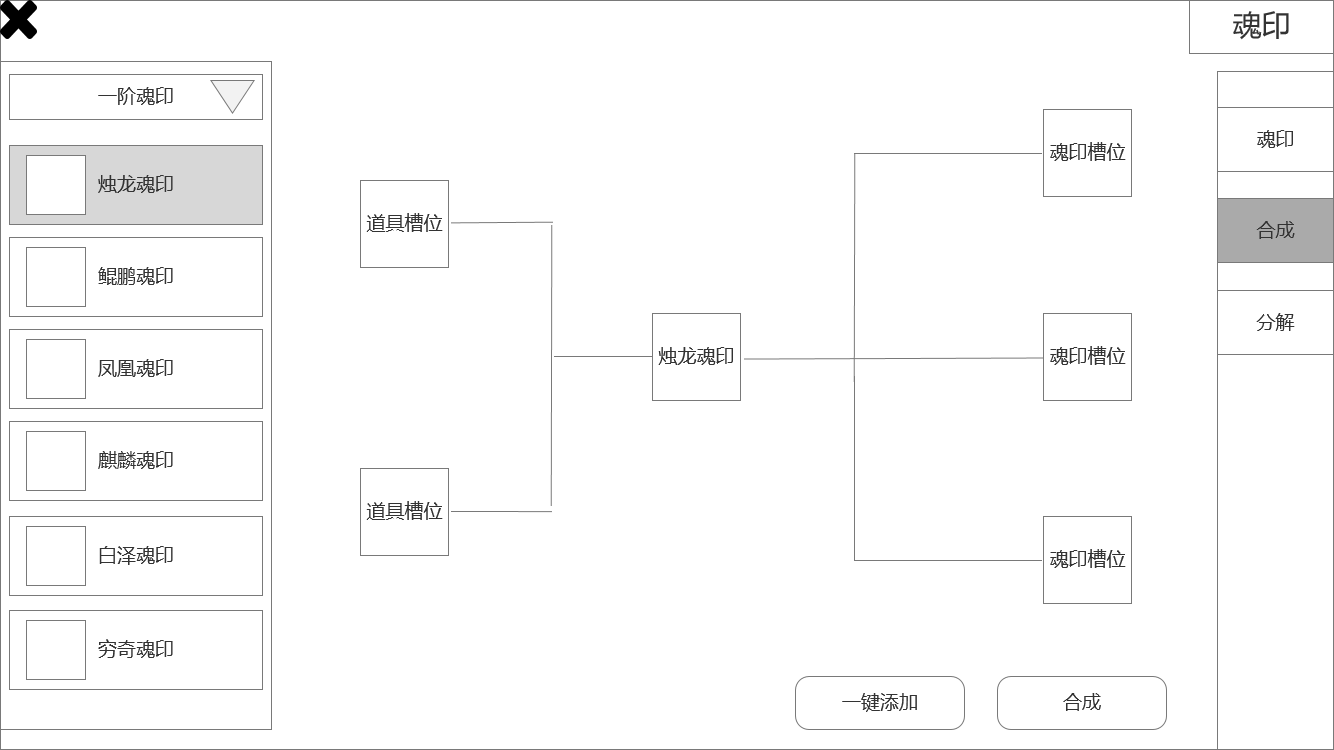 魂印
一阶魂印
烛龙魂印
鲲鹏魂印
凤凰魂印
麒麟魂印
白泽魂印
穷奇魂印
道具槽位
道具槽位
烛龙魂印
魂印槽位
魂印槽位
魂印槽位
一键添加
合成
魂印
合成
分解